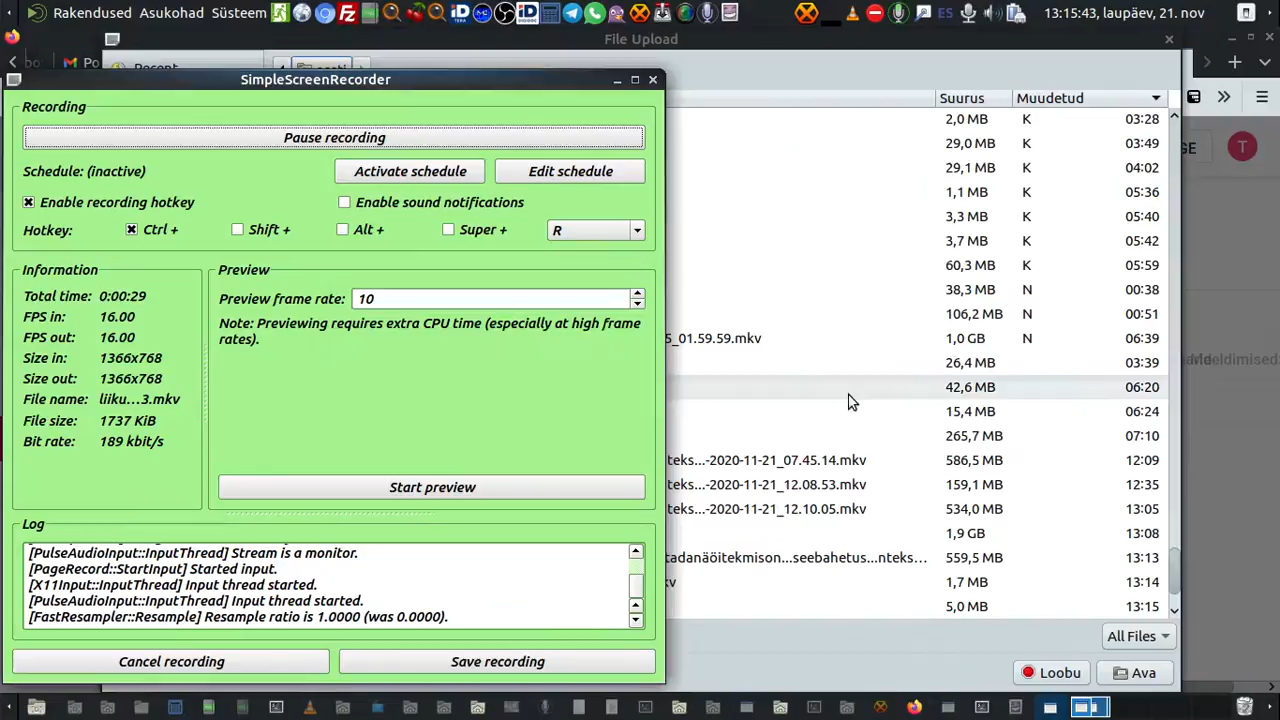 Rakendused Asukohad Süsteem
ES
13:15:43, laupäev, 21. nov
File Upload
Recent
SimpleScreenRecorder
Recording
Pause recording
Schedule: (inactive)
Activate schedule
Edit schedule
Enable recording hotkey
Enable sound notifications
Hotkey:
Ctrl +
Shift +
Alt +
Super +
R
Information
Total time: 0:00:29
FPS in: 16.00
FPS out: 16.00
Size in: 1366x768
Size out: 1366x768
File name: liiku...3.mkv
File size: 1737 KiB
Bit rate: 189 kbit/s
Preview
Preview frame rate: 10
Note: Previewing requires extra CPU time (especially at high frame
rates).
Start preview
Log
[PulseAudioInput::InputThread] Stream is a monitor.
[PageRecord::StartInput] Started input.
[X11Input::InputThread] Input thread started.
[PulseAudioInput::InputThread] Input thread started.
[FastResampler::Resample] Resample ratio is 1.0000 (was 0.0000).
Cancel recording
Save recording
Suurus Muudetud
2,0 MB K 03:28
29,0 MB K 03:49
29,1 MB K 04:02
1,1 MB K 05:36
3,3 MB K 05:40
3,7 MB K 05:42
60,3 MB K 05:59
38,3 MB N 00:38
106,2 MB N 00:51
5_01.59.59.mkv 1,0 GB N 06:39
26,4 MB 03:39
42,6 MB 06:20
15,4 MB 06:24
265,7 MB 07:10
teks...-2020-11-21_07.45.14.mkv 586,5 MB 12:09
teks...-2020-11-21_12.08.53.mkv 159,1 MB 12:35
teks...-2020-11-21_12.10.05.mkv 534,0 MB 13:05
1,9 GB 13:08
tadanäöitekmison...seebahetus...nteks... 559,5 MB 13:13
kv 1,7 MB 13:14
5,0 MB 13:15
All Files
Loobu
Ava
GE
T